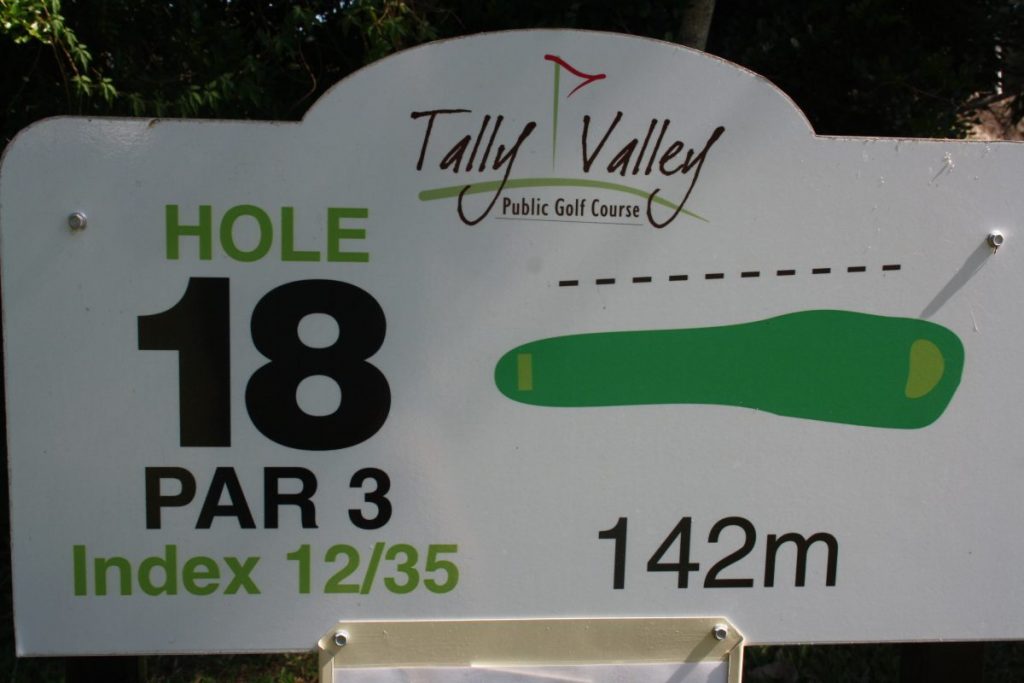 Tally Valley
Public Golf Course
HOLE
18
PAR 3
Index 12/35
142m